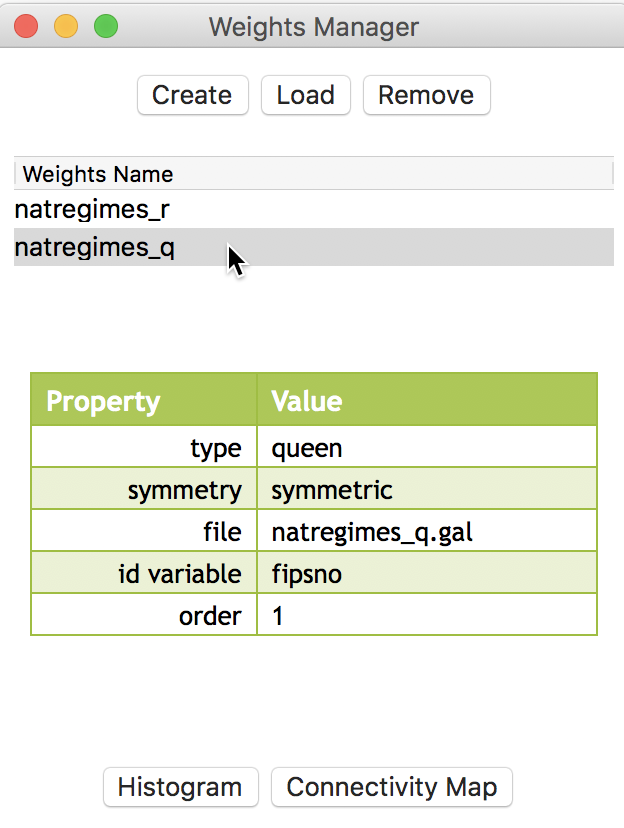 Weights Manager
Create Load Remove
Weights Name
natregimes_r
natregimes_q
Property Value
type queen
symmetry symmetric
file natregimes_q.gal
id variable fipsno
order 1
Histogram Connectivity Map